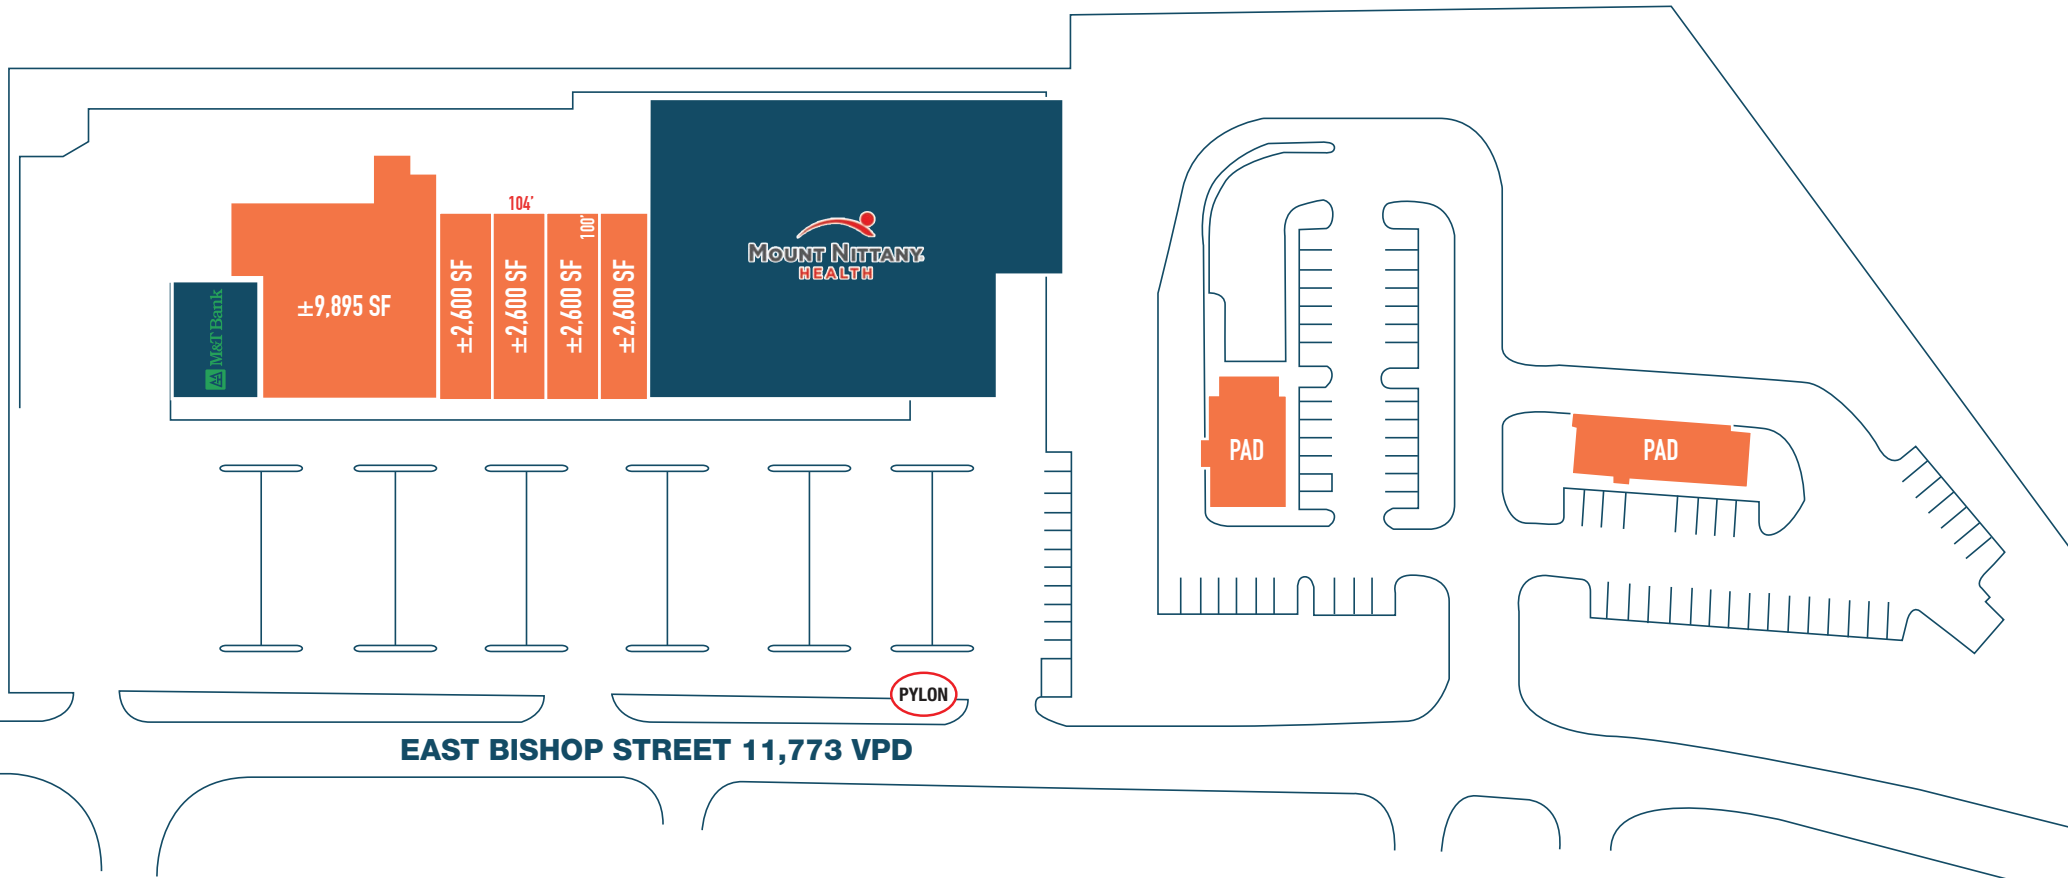 104'
100'
MOUNT NITTANY
HEALTH
M&T Bank
±9,895 SF
±2,600 SF
±2,600 SF
±2,600 SF
±2,600 SF
PAD
PAD
PYLON
EAST BISHOP STREET 11,773 VPD